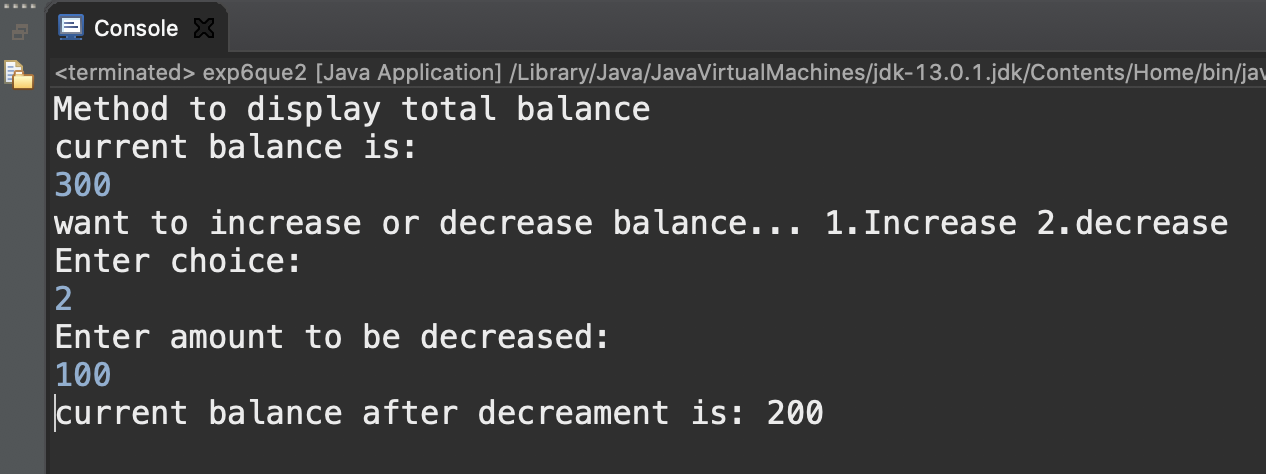 Console
<terminated> exp6que2 [Java Application] /Library/Java/JavaVirtualMachines/jdk-13.0.1.jdk/Contents/Home/bin/jav
Method to display total balance
current balance is:
300
want to increase or decrease balance... 1.Increase 2.decrease
Enter choice:
2
Enter amount to be decreased:
100
current balance after decreament is: 200